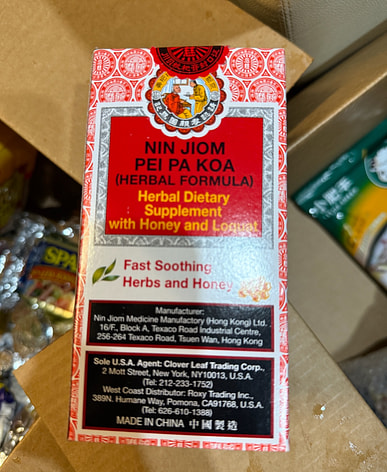 NIN JIOM
PEI PA KOA
(HERBAL FORMULA)
Herbal Dietary
Supplement
with Honey and Loquat
Fast Soothing
Herbs and Honey
Manufacturer:
Nin Jiom Medicine Manufactory (Hong Kong) Ltd.
16/F., Block A, Texaco Road Industrial Centre,
256-264 Texaco Road, Tsuen Wan, Hong Kong
Sole U.S.A. Agent: Clover Leaf Trading Corp.,
2 Mott Street, New York, NY10013, U.S.A.
(Tel: 212-233-1752)
West Coast Distributor: Roxy Trading Inc.,
389N. Humane Way, Pomona, CA91768, U.S.A.
(Tel: 626-610-1388)
MADE IN CHINA 中國製造
SPA